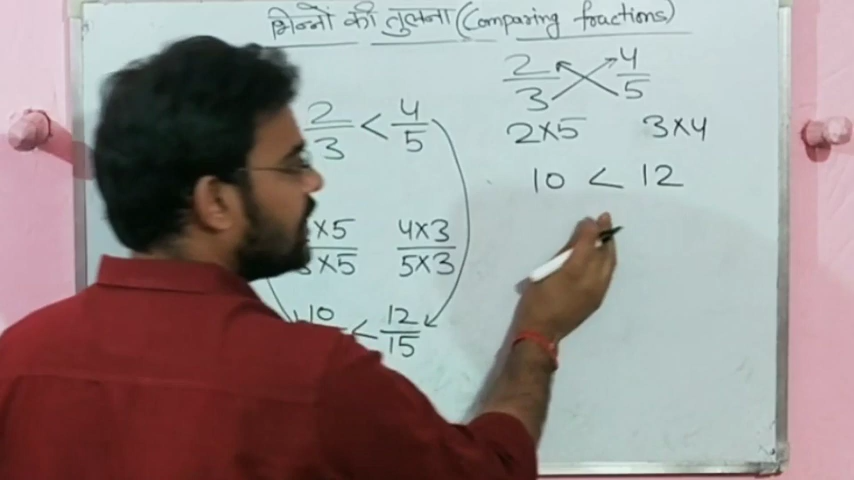 भिन्नों की तुलना (Comparing fractions)
2/3 < 4/5
×5/×5 4×3/5×3
10 < 12/15
2/3 4/5
2×5 3×4
10 < 12